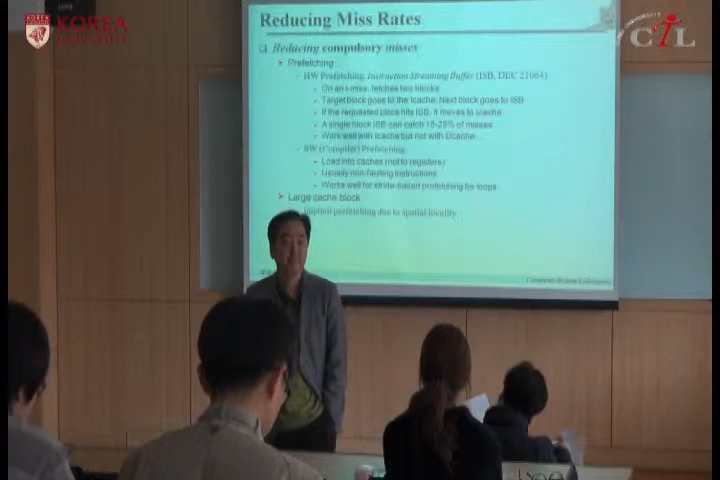 KOREA
UNIVERSITY
Reducing Miss Rates
Reducing compulsory misses
Prefetching
HW Prefetching: Instruction Streaming Buffer (ISB, DEC 21064)
On an I-miss, fetches two blocks
Target block goes to the Icache; Next block goes to ISB
If the requested block hits ISB, it moves to Icache
A single block ISB can catch 15-25% of misses
Work well with Icache but not with Dcache
SW (Compiler) Prefetching
Load into caches (not to registers)
Usually non-faulting instructions
Works well for stride-based prefetching for loops
Large cache block
Implicit prefetching due to spatial locality
Computer System Laboratory
CTL